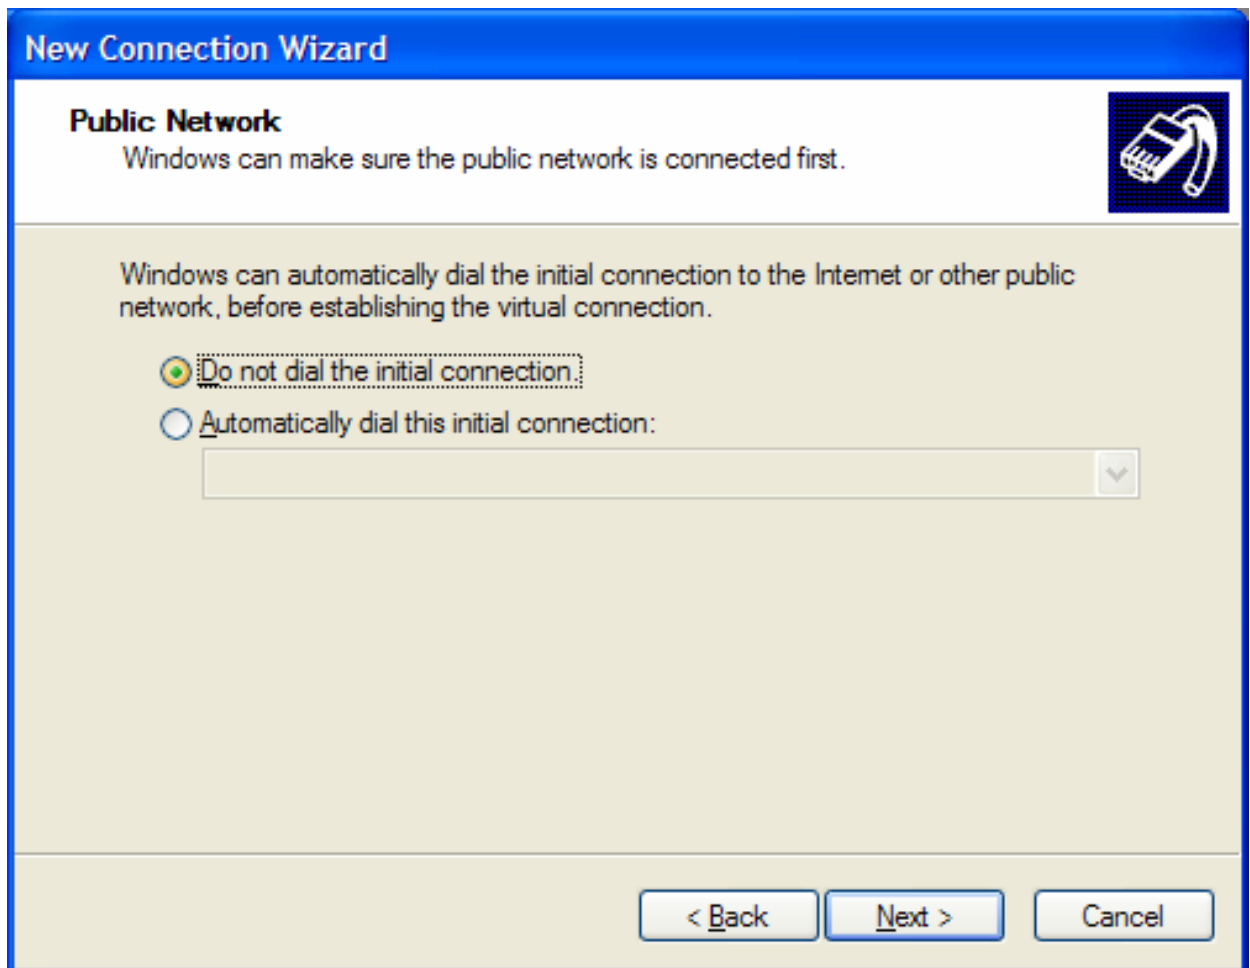 New Connection Wizard
Public Network
Windows can make sure the public network is connected first.
Windows can automatically dial the initial connection to the Internet or other public
network, before establishing the virtual connection.
Do not dial the initial connection.
Automatically dial this initial connection:
< Back
Next >
Cancel